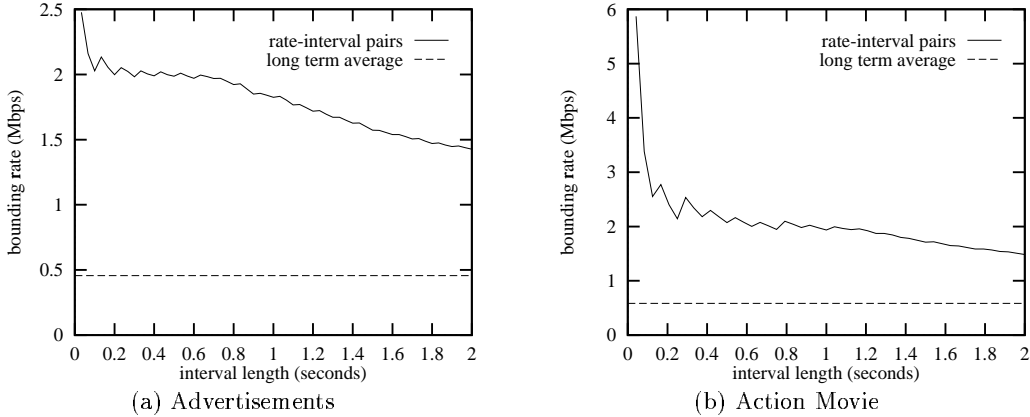 2.5
2
1.5
1
0.5
0
bounding rate (Mbps)
rate-interval pairs
long term average
0 0.2 0.4 0.6 0.8 1 1.2 1.4 1.6 1.8 2
interval length (seconds)
(a) Advertisements
6
5
4
3
2
1
0
bounding rate (Mbps)
rate-interval pairs
long term average
0 0.2 0.4 0.6 0.8 1 1.2 1.4 1.6 1.8 2
interval length (seconds)
(b) Action Movie